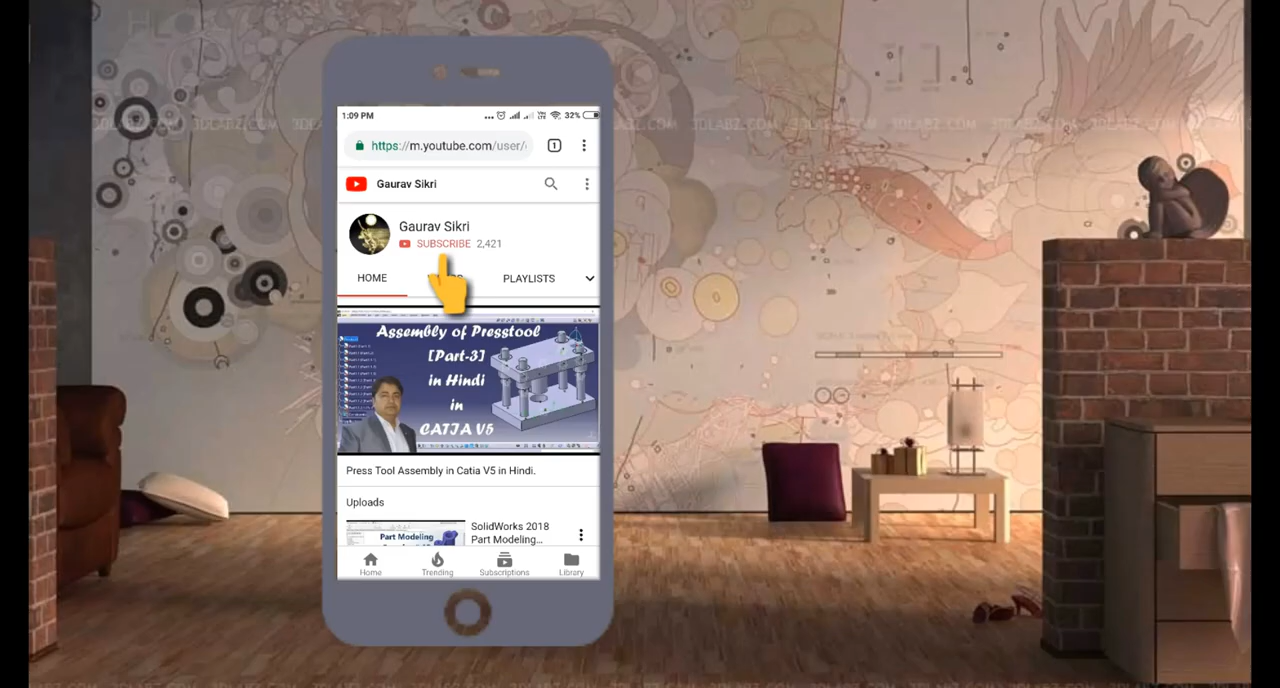 1:09 PM
32%
https://m.youtube.com/user/
1
Gaurav Sikri
Gaurav Sikri
SUBSCRIBE 2,421
HOME
PLAYLISTS
Assembly of Presstool
[Part-3]
in Hindi
in
CATIA V5
Press Tool Assembly in Catia V5 in Hindi.
Uploads
Part Modeling
SolidWorks 2018
Part Modeling...
Home
Trending
Subscriptions
Library
3DLABZ.COM